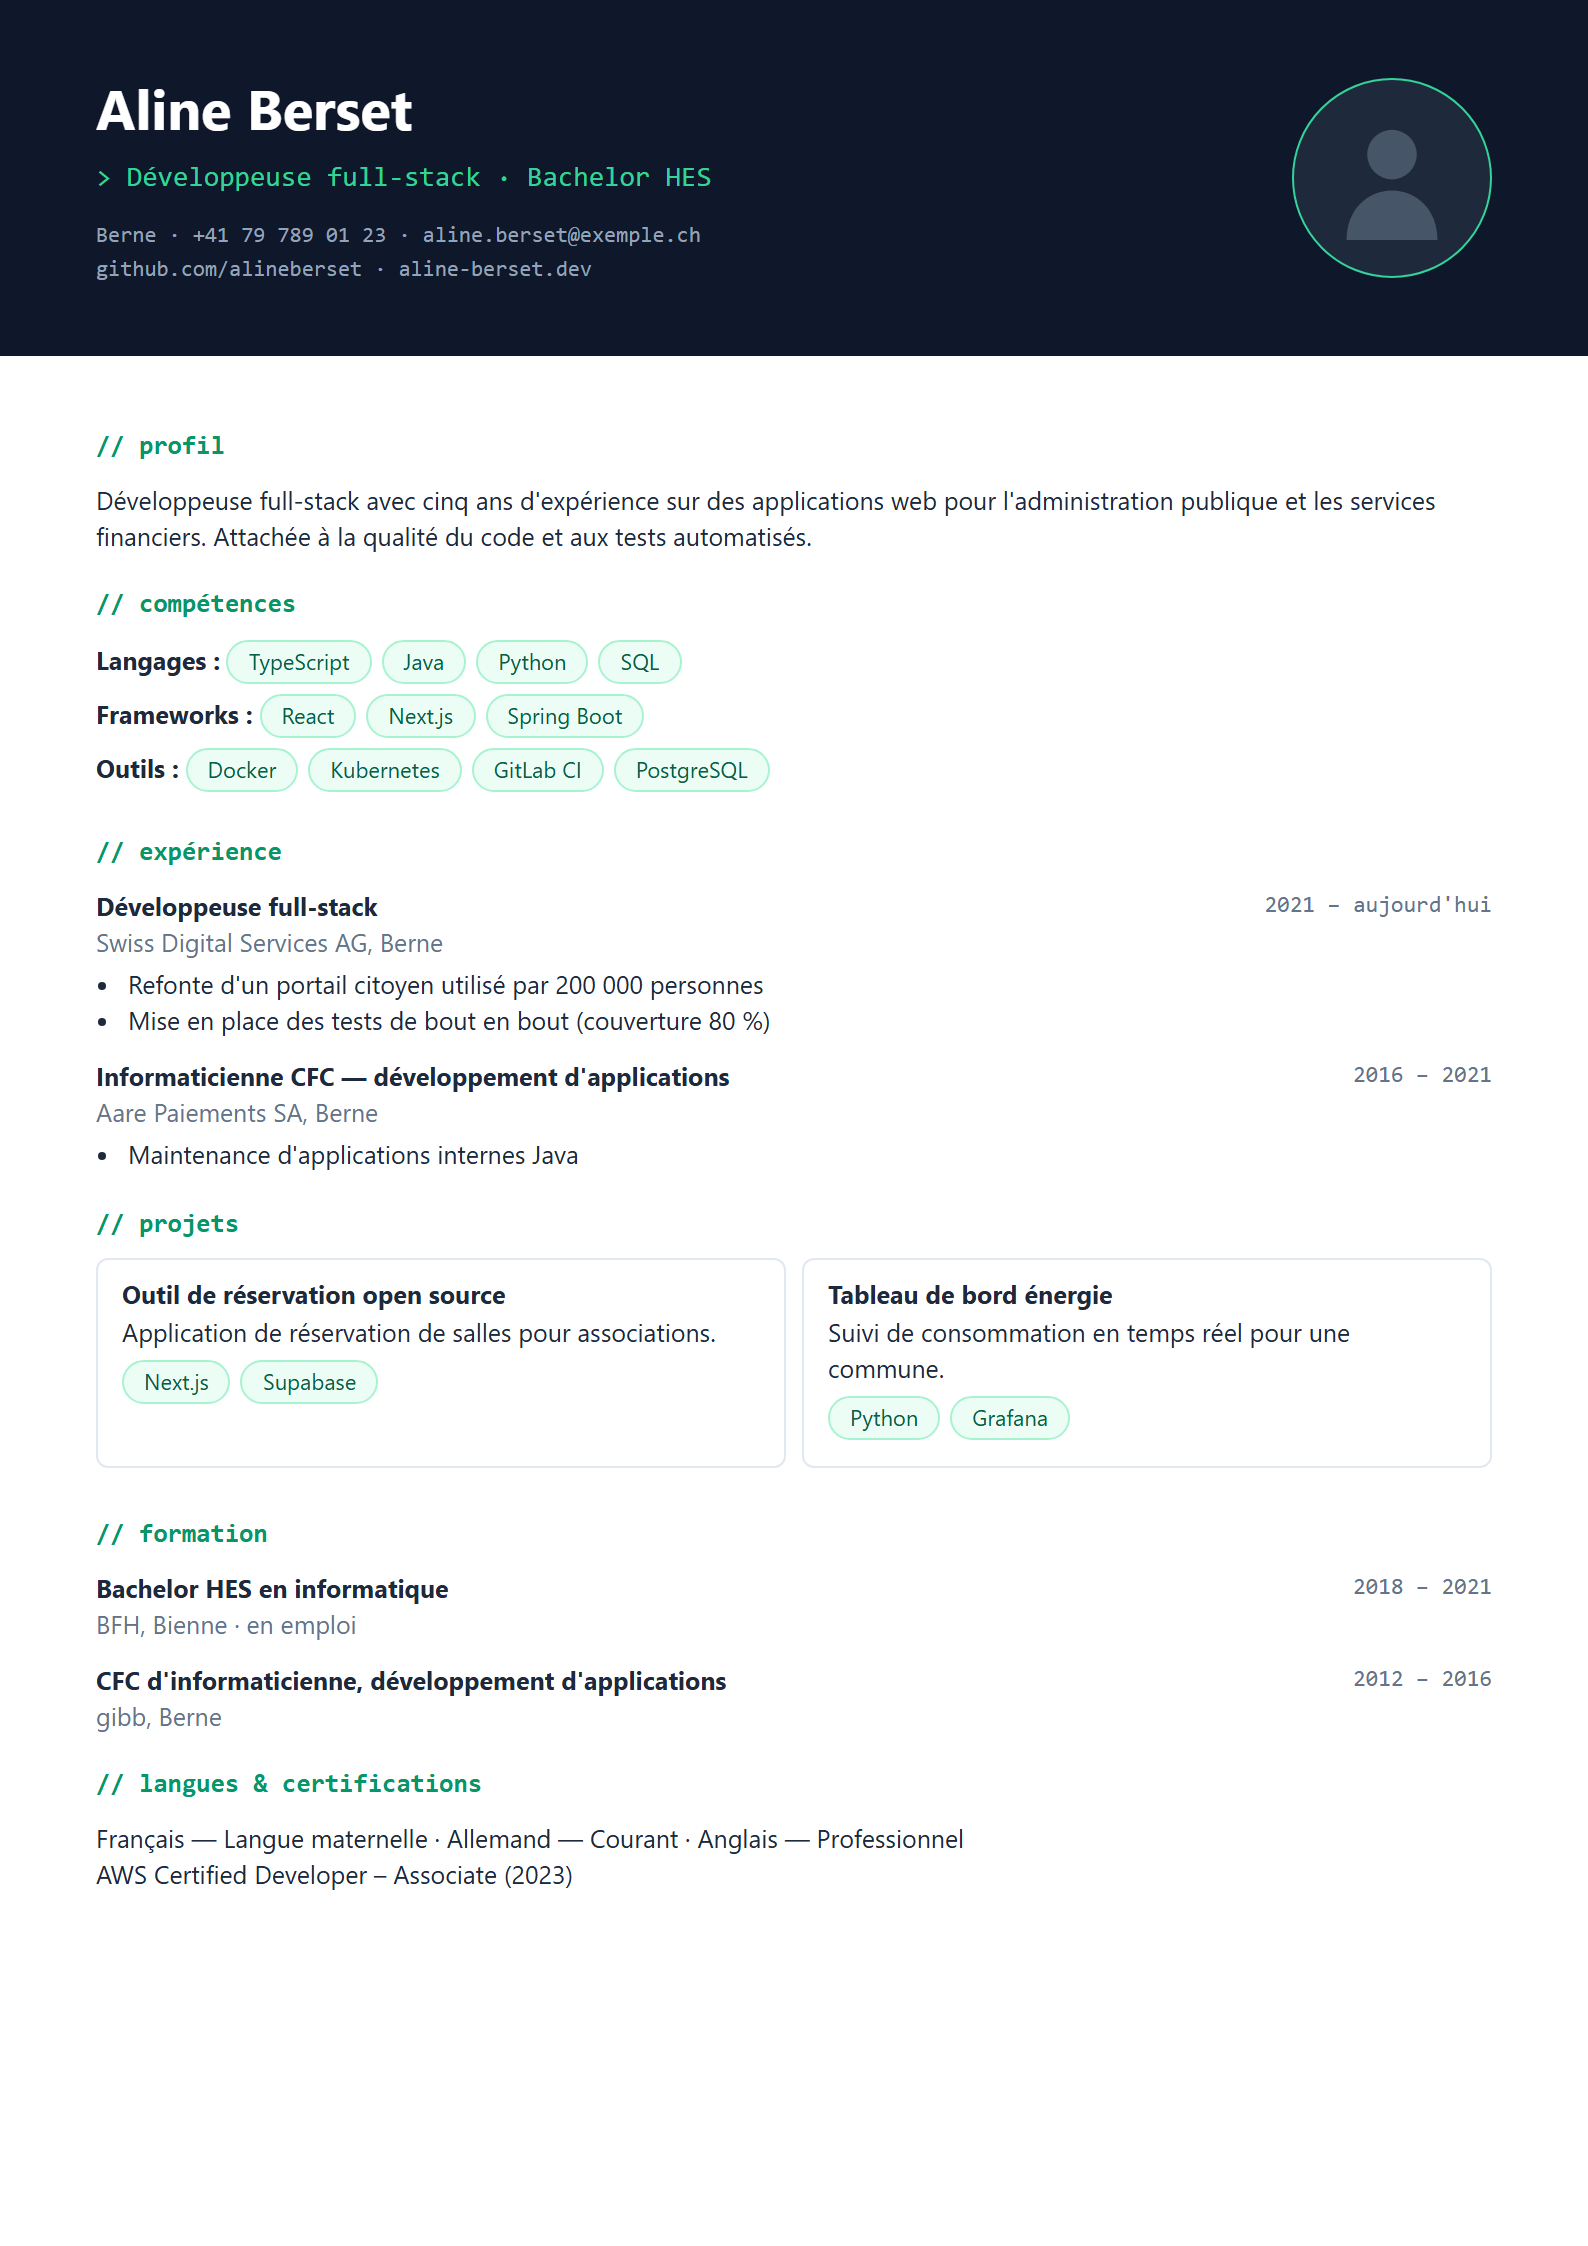 Aline Berset
> Développeuse full-stack · Bachelor HES
Berne · +41 79 789 01 23 · aline.berset@exemple.ch
github.com/alineberset · aline-berset.dev
// profil
Développeuse full-stack avec cinq ans d'expérience sur des applications web pour l'administration publique et les services
financiers. Attachée à la qualité du code et aux tests automatisés.
// compétences
Langages : TypeScript Java Python SQL
Frameworks : React Next.js Spring Boot
Outils : Docker Kubernetes GitLab CI PostgreSQL
// expérience
Développeuse full-stack 2021 – aujourd'hui
Swiss Digital Services AG, Berne
• Refonte d'un portail citoyen utilisé par 200 000 personnes
• Mise en place des tests de bout en bout (couverture 80 %)
Informaticienne CFC — développement d'applications 2016 – 2021
Aare Paiements SA, Berne
• Maintenance d'applications internes Java
// projets
Outil de réservation open source
Application de réservation de salles pour associations.
Next.js Supabase
Tableau de bord énergie
Suivi de consommation en temps réel pour une
commune.
Python Grafana
// formation
Bachelor HES en informatique 2018 – 2021
BFH, Bienne · en emploi
CFC d'informaticienne, développement d'applications 2012 – 2016
gibb, Berne
// langues & certifications
Français — Langue maternelle · Allemand — Courant · Anglais — Professionnel
AWS Certified Developer – Associate (2023)